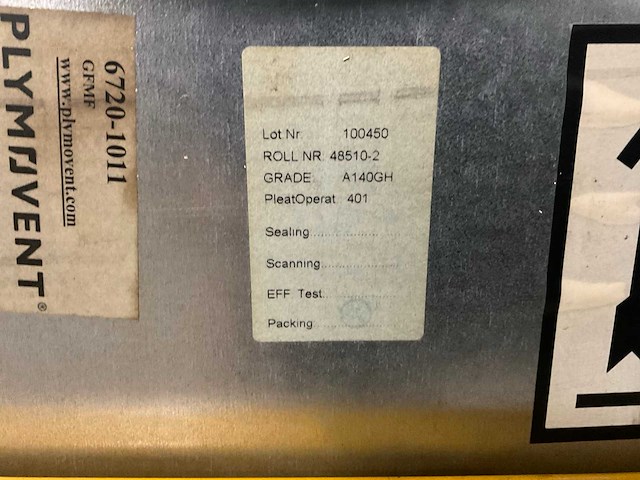 PLYMOVENT®
6720-1011
GFMF
www.plymovent.com
Lot Nr. 100450
ROLL NR: 48510-2
GRADE A140GH
PleatOperat 401
Sealing..................
Scanning..................
EFF Test..................
Packing..................